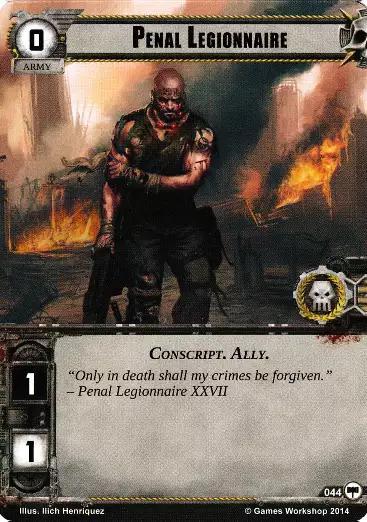 0
PENAL LEGIONNAIRE
ARMY
CONSCRIPT. ALLY.
“Only in death shall my crimes be forgiven.”
– Penal Legionnaire XXVII
1
1
044
Illus. Ilich Henriquez
© Games Workshop 2014